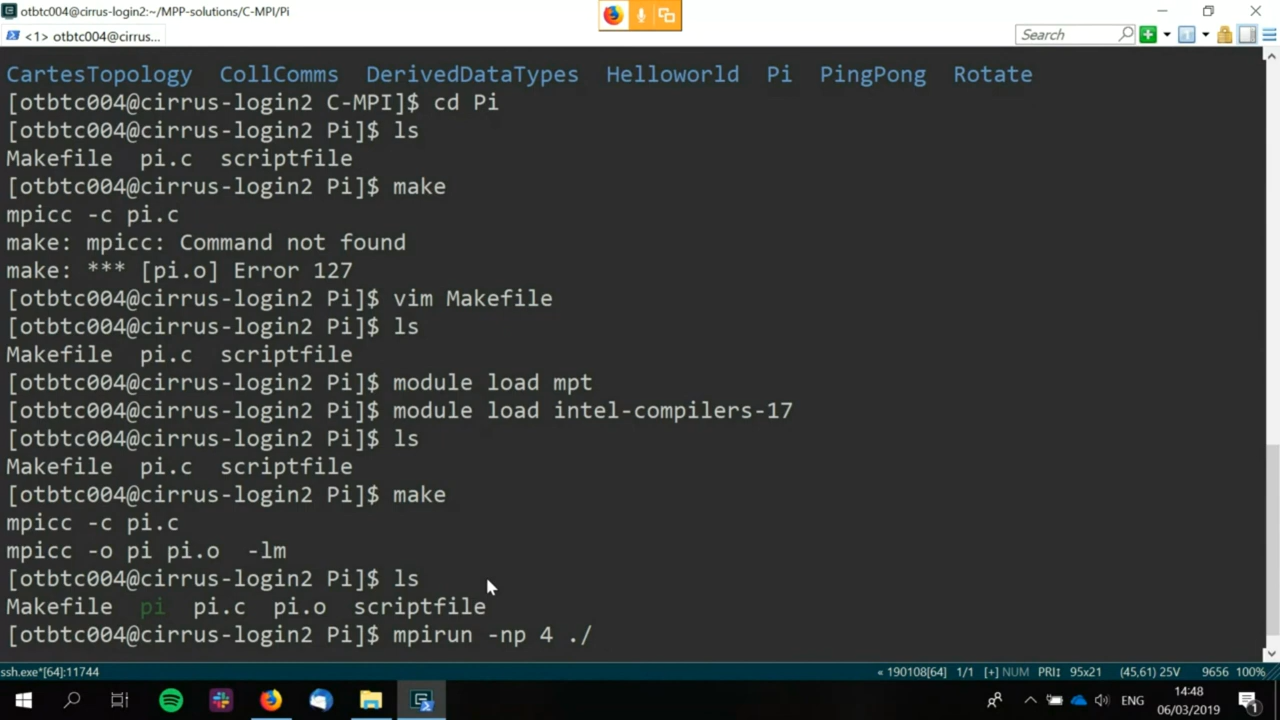 otbtc004@cirrus-login2:~/MPP-solutions/C-MPI/Pi
<1> otbtc004@cirrus...
Search
CartesTopology CollComms DerivedDataTypes Helloworld Pi PingPong Rotate
[otbtc004@cirrus-login2 C-MPI]$ cd Pi
[otbtc004@cirrus-login2 Pi]$ ls
Makefile pi.c scriptfile
[otbtc004@cirrus-login2 Pi]$ make
mpicc -c pi.c
make: mpicc: Command not found
make: *** [pi.o] Error 127
[otbtc004@cirrus-login2 Pi]$ vim Makefile
[otbtc004@cirrus-login2 Pi]$ ls
Makefile pi.c scriptfile
[otbtc004@cirrus-login2 Pi]$ module load mpt
[otbtc004@cirrus-login2 Pi]$ module load intel-compilers-17
[otbtc004@cirrus-login2 Pi]$ ls
Makefile pi.c scriptfile
[otbtc004@cirrus-login2 Pi]$ make
mpicc -c pi.c
mpicc -o pi pi.o -lm
[otbtc004@cirrus-login2 Pi]$ ls
Makefile pi pi.c pi.o scriptfile
[otbtc004@cirrus-login2 Pi]$ mpirun -np 4 ./
ssh.exe*[64]:11744
« 190108[64] 1/1 [+] NUM PRI↕ 95x21 (45,61) 25V 9656 100%
ENG
14:48
06/03/2019
1